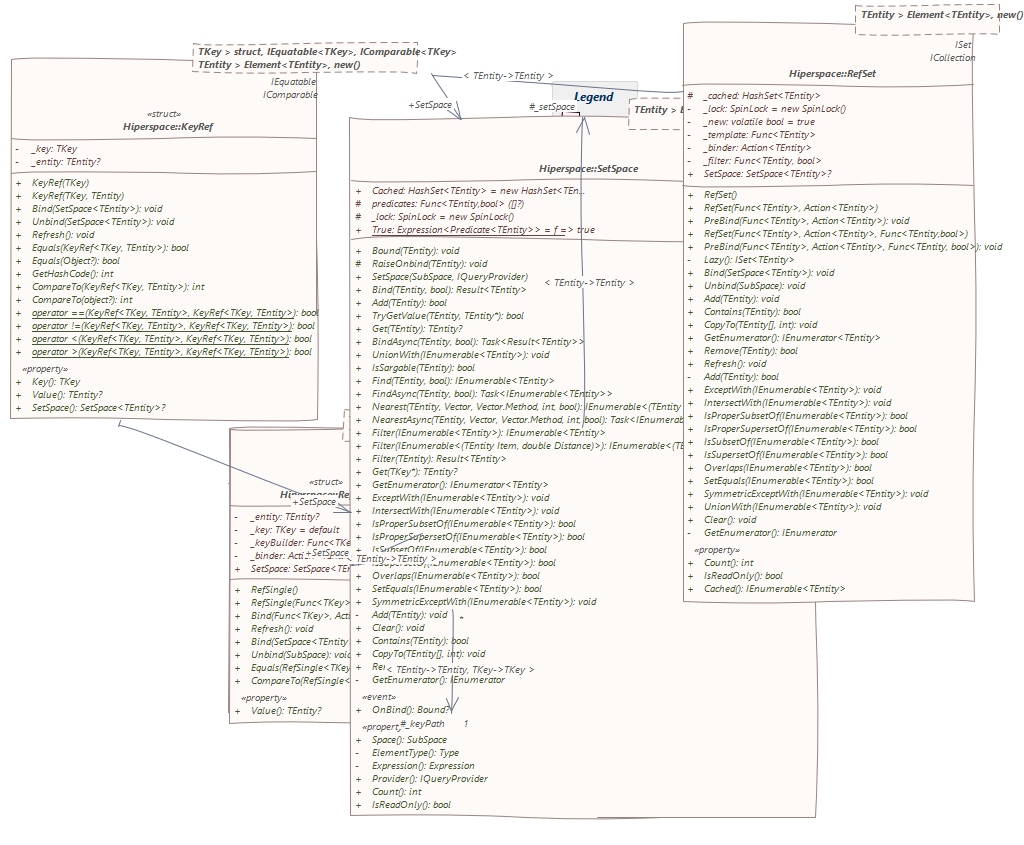 TKey > struct, IEquatable<TKey>, IComparable<TKey>
TEntity > Element<TEntity>, new()
IEquatable
IComparable
«struct»
Hiperspace::KeyRef
- _key: TKey
- _entity: TEntity?
+ KeyRef(TKey)
+ KeyRef(TKey, TEntity)
+ Bind(SetSpace<TEntity>): void
+ Unbind(SetSpace<TEntity>): void
+ Refresh(): void
+ Equals(KeyRef<TKey, TEntity>): bool
+ Equals(Object?): bool
+ GetHashCode(): int
+ CompareTo(KeyRef<TKey, TEntity>): int
+ CompareTo(object?): int
+ operator ==(KeyRef<TKey, TEntity>, KeyRef<TKey, TEntity>): bool
+ operator !=(KeyRef<TKey, TEntity>, KeyRef<TKey, TEntity>): bool
+ operator <(KeyRef<TKey, TEntity>, KeyRef<TKey, TEntity>): bool
+ operator >(KeyRef<TKey, TEntity>, KeyRef<TKey, TEntity>): bool
«property»
+ Key(): TKey
+ Value(): TEntity?
+ SetSpace(): SetSpace<TEntity>?
«struct»
Hiperspace::Re
- _entity: TEntity?
- _key: TKey = default
- _keyBuilder: Func<TKe
- _binder: Acti
+ SetSpace: SetSpace<TE
+ RefSingle()
+ RefSingle(Func<TKey>
+ Bind(Func<TKey>, Acti
+ Refresh(): void
+ Bind(SetSpace<TEntity
+ Unbind(SubSpace): voi
+ Equals(RefSingle<TKey
+ CompareTo(RefSingle<
«property»
+ Value(): TEntity?
< TEntity->TEntity >
+SetSpace
#_setSpace
Legend
TEntity >
Hiperspace::SetSpace
+ Cached: HashSet<TEntity> = new HashSet<TEn...
# predicates: Func<TEntity,bool> ([]?)
# _lock: SpinLock = new SpinLock()
+ True: Expression<Predicate<TEntity>> = f => true
+ Bound(TEntity): void
# RaiseOnbind(TEntity): void
+ SetSpace(SubSpace, IQueryProvider)
+ Bind(TEntity, bool): Result<TEntity>
+ Add(TEntity): bool
+ TryGetValue(TEntity, TEntity*): bool
+ Get(TEntity): TEntity?
+ BindAsync(TEntity, bool): Task<Result<TEntity>>
+ UnionWith(IEnumerable<TEntity>): void
+ IsSargable(TEntity): bool
+ Find(TEntity, bool): IEnumerable<TEntity>
+ FindAsync(TEntity, bool): Task<IEnumerable<TEntity>>
+ Nearest(TEntity, Vector, Vector.Method, int, bool): IEnumerable<(TEntity
+ NearestAsync(TEntity, Vector, Vector.Method, int, bool): Task<IEnumerab
+ Filter(IEnumerable<TEntity>): IEnumerable<TEntity>
+ Filter(IEnumerable<(TEntity Item, double Distance)>): IEnumerable<(TE
+ Filter(TEntity): Result<TEntity>
+ Get(TKey*): TEntity?
+ GetEnumerator(): IEnumerator<TEntity>
+ ExceptWith(IEnumerable<TEntity>): void
+ IntersectWith(IEnumerable<TEntity>): void
+ IsProperSubsetOf(IEnumerable<TEntity>): bool
+ IsProperSupersetOf(IEnumerable<TEntity>): bool
+ IsSubsetOf(IEnumerable<TEntity>): bool
+ IsSupersetOf(IEnumerable<TEntity>): bool
+ Overlaps(IEnumerable<TEntity>): bool
+ SetEquals(IEnumerable<TEntity>): bool
+ SymmetricExceptWith(IEnumerable<TEntity>): void
- Add(TEntity): void
+ Clear(): void
+ Contains(TEntity): bool
+ CopyTo(TEntity[], int): void
+ Re
- GetEnumerator(): IEnumerator
«event»
+ OnBind(): Bound?
«property
+ Space(): SubSpace
- ElementType(): Type
- Expression(): Expression
+ Provider(): IQueryProvider
+ Count(): int
+ IsReadOnly(): bool
< TEntity->TEntity >
+SetSpace
+SetSpace
< TEntity->TEntity >
*
< TEntity->TEntity, TKey->TKey >
#_keyPath 1
TEntity > Element<TEntity>, new()
ISet
ICollection
Hiperspace::RefSet
# _cached: HashSet<TEntity>
- _lock: SpinLock = new SpinLock()
- _new: volatile bool = true
- _template: Func<TEntity>
- _binder: Action<TEntity>
- _filter: Func<TEntity, bool>
+ SetSpace: SetSpace<TEntity>?
+ RefSet()
+ RefSet(Func<TEntity>, Action<TEntity>)
+ PreBind(Func<TEntity>, Action<TEntity>): void
+ RefSet(Func<TEntity>, Action<TEntity>, Func<TEntity,bool>)
+ PreBind(Func<TEntity>, Action<TEntity>, Func<TEntity, bool>): void
- Lazy(): ISet<TEntity>
+ Bind(SetSpace<TEntity>): void
+ Unbind(SubSpace): void
+ Add(TEntity): void
+ Contains(TEntity): bool
+ CopyTo(TEntity[], int): void
+ GetEnumerator(): IEnumerator<TEntity>
+ Remove(TEntity): bool
+ Refresh(): void
- Add(TEntity): bool
+ ExceptWith(IEnumerable<TEntity>): void
+ IntersectWith(IEnumerable<TEntity>): void
+ IsProperSubsetOf(IEnumerable<TEntity>): bool
+ IsProperSupersetOf(IEnumerable<TEntity>): bool
+ IsSubsetOf(IEnumerable<TEntity>): bool
+ IsSupersetOf(IEnumerable<TEntity>): bool
+ Overlaps(IEnumerable<TEntity>): bool
+ SetEquals(IEnumerable<TEntity>): bool
+ SymmetricExceptWith(IEnumerable<TEntity>): void
+ UnionWith(IEnumerable<TEntity>): void
+ Clear(): void
- GetEnumerator(): IEnumerator
«property»
+ Count(): int
+ IsReadOnly(): bool
+ Cached(): IEnumerable<TEntity>